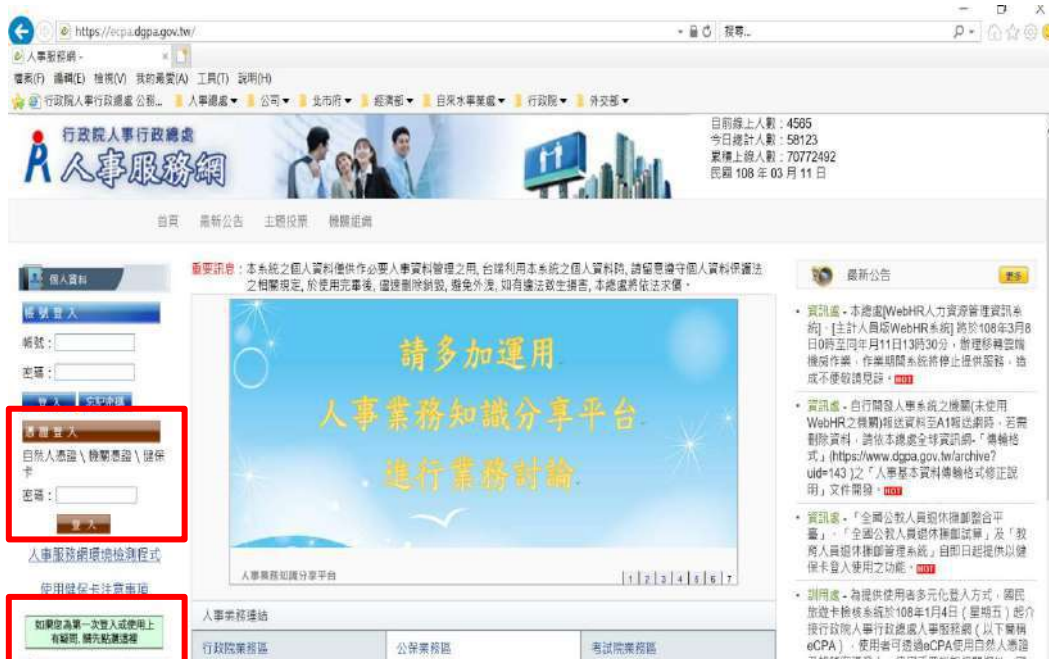 https://ecpa.dgpa.gov.tw/
搜尋...
人事服務網 -
檔案(F) 編輯(E) 檢視(V) 我的最愛(A) 工具(T) 說明(H)
行政院人事行政總處 公務... 人事總處 公司 北市府 經濟部 自來水事業處 行政院 外交部
行政院人事行政總處
人事服務網
目前線上人數 : 4565
今日總計人數 : 58123
累積上線人數 : 70772492
民國 108 年 03 月 11 日
首頁 最新公告 主題投票 機關組織
個人資料
帳號登入
帳號 :
密碼 :
登入 忘記密碼
憑證登入
自然人憑證 \ 機關憑證 \ 健保
卡
密碼 :
登入
人事服務網環境檢測程式
使用健保卡注意事項
如果您為第一次登入或使用上
有疑問, 請先點選這裡
重要訊息 : 本系統之個人資料僅供作必要人事資料管理之用, 台端利用本系統之個人資料時, 請留意遵守個人資料保護法
之相關規定, 於使用完畢後, 儘速刪除銷毀, 避免外洩, 如有違法致生損害, 本總處將依法求償。
請多加運用
人事業務知識分享平台
進行業務討論
人事業務知識分享平台
1 2 3 4 5 6 7
人事業務連結
行政院業務區 公保業務區 考試院業務區
最新公告 更多
資訊處 - 本總處[WebHR人力資源管理資訊系
統]、[主計人員版WebHR系統] 將於108年3月8
日0時至同年月11日13時30分,辦理移轉雲端
機房作業,作業期間系統將停止提供服務,造
成不便敬請見諒。HOT
資訊處 - 自行開發人事系統之機關(未使用
WebHR之機關)報送資料至A1報送網時,若需
刪除資料,請依本總處全球資訊網-「傳輸格
式」(https://www.dgpa.gov.tw/archive?
uid=143 )之「人事基本資料傳輸格式修正說
明」文件開發。HOT
資訊處 - 「全國公教人員退休撫卹整合平
臺」、「全國公教人員退休撫卹試算」及「教
育人員退休撫卹管理系統」自即日起提供以健
保卡登入使用之功能。HOT
訓用處 - 為提供使用者多元化登入方式,國民
旅遊卡檢核系統於108年1月4日 ( 星期五 ) 起介
接行政院人事行政總處人事服務網 ( 以下簡稱
eCPA ) ,使用者可透過eCPA使用自然人憑證